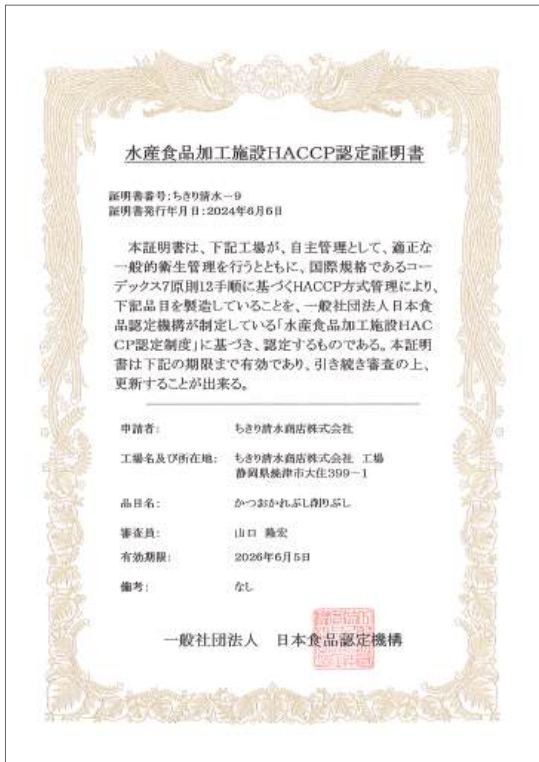 水産食品加工施設HACCP認定証明書
証明書番号:ちきり清水-9
証明書発行年月日:2024年6月6日
本証明書は、下記工場が、自主管理として、適正な
一般的衛生管理を行うとともに、国際規格であるコー
デックス7原則12手順に基づくHACCP方式管理により、
下記品目を製造していることを、一般社団法人日本食
品認定機構が制定している「水産食品加工施設HAC
CP認定制度」に基づき、認定するものである。本証明
書は下記の期限まで有効であり、引き続き審査の上、
更新することが出来る。
申請者: ちきり清水商店株式会社
工場名及び所在地: ちきり清水商店株式会社 工場
静岡県焼津市大住399-1
品目名: かつおかれぶし削りぶし
審査員: 山口 隆宏
有効期限: 2026年6月5日
備考: なし
一般社団法人 日本食品認定機構